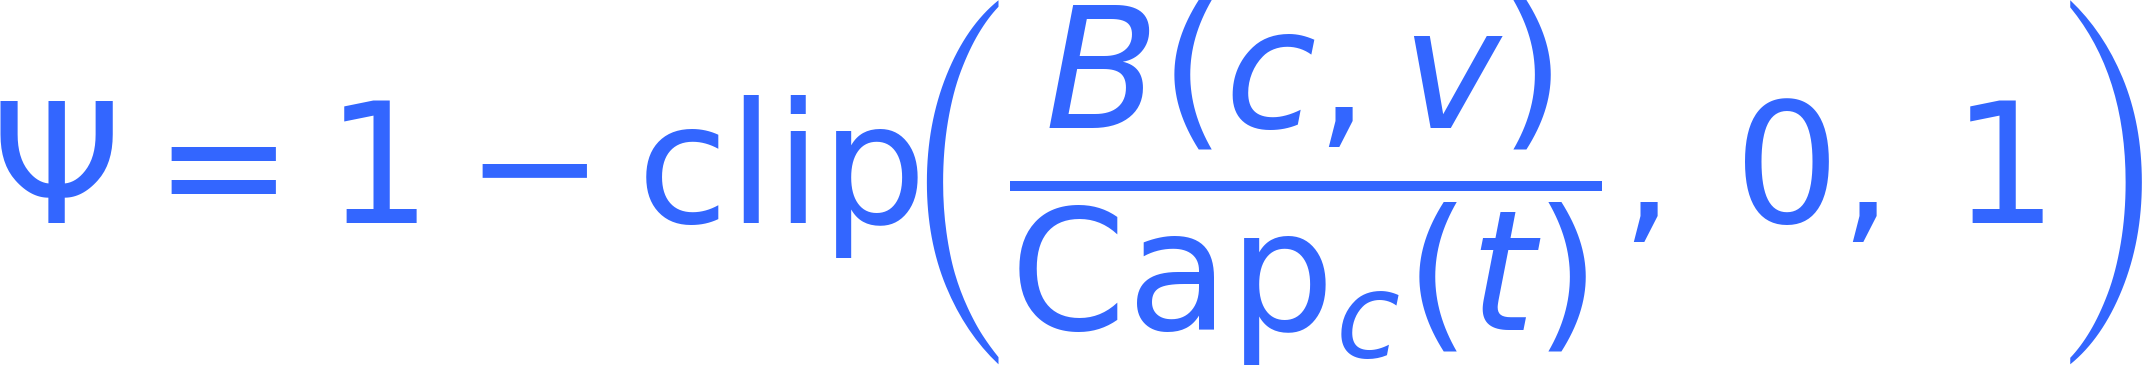 Ψ = 1 − clip(B(c, v) / Cap_c(t), 0, 1)